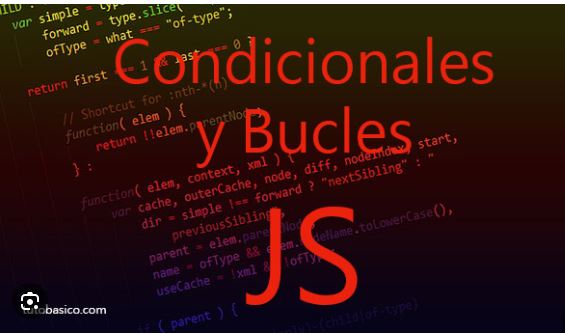 var simple = type
forward = type.slice(
ofType = what === "of-type";
return first === 1 && last === 0 ?
Condicionales
y Bucles
JS
// Shortcut for :nth-*(n)
function( elem ) {
return !!elem.parentNode;
} :
function( elem, context, xml ) {
var cache, outerCache, node, diff, nodeIndex, start,
dir = simple !== forward ? "nextSibling" : "
previousSibling",
parent = elem.parentNode,
name = ofType && elem.nodeName.toLowerCase(),
useCache = !xml && !ofType
if ( parent ) {
tutobasico.com